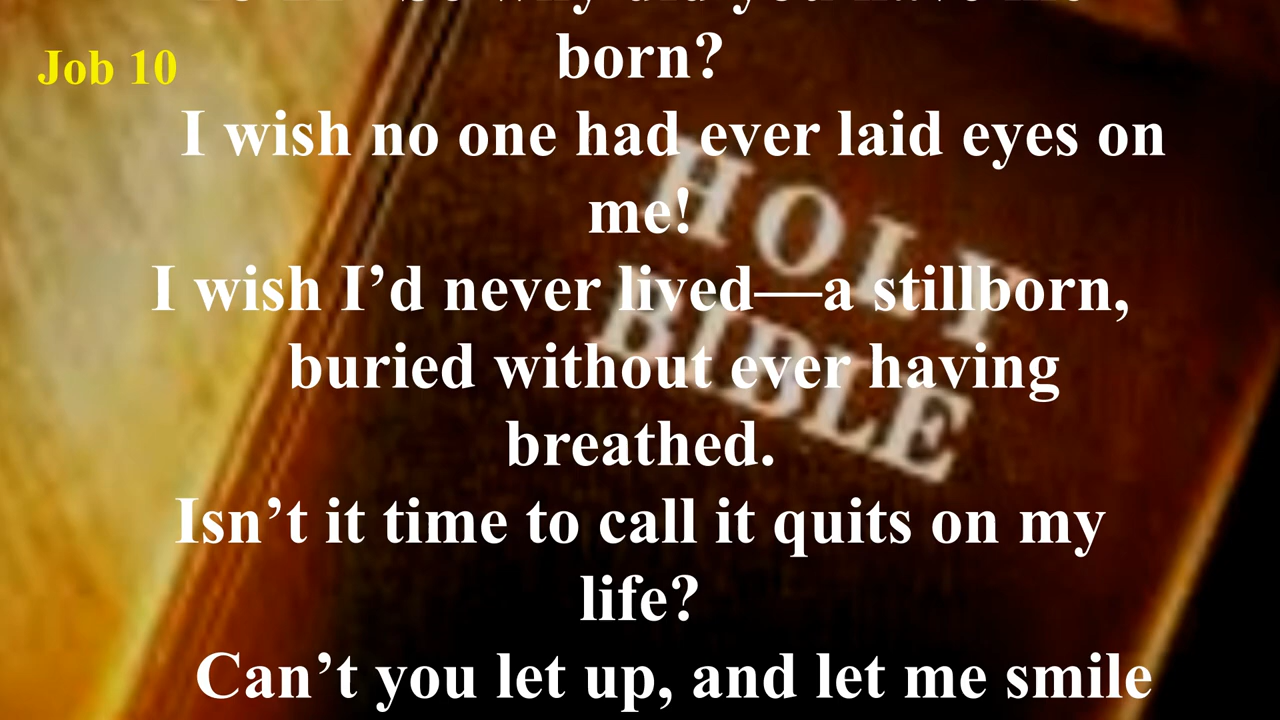 Job 10
born?
I wish no one had ever laid eyes on
me!
I wish I’d never lived—a stillborn,
buried without ever having
breathed.
Isn’t it time to call it quits on my
life?
Can’t you let up, and let me smile
HOLY
BIBLE